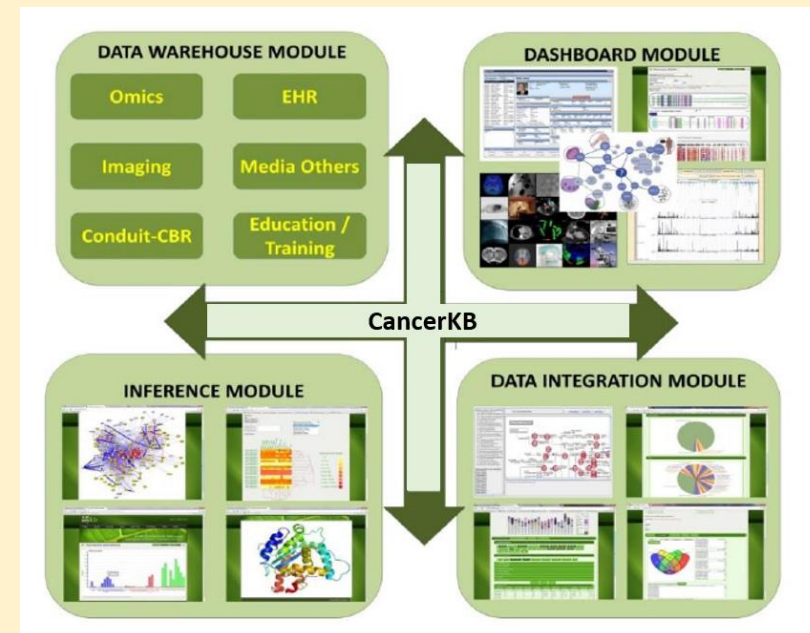 DATA WAREHOUSE MODULE
Omics
EHR
Imaging
Media Others
Conduit-CBR
Education /
Training
DASHBOARD MODULE
CancerKB
INFERENCE MODULE
DATA INTEGRATION MODULE